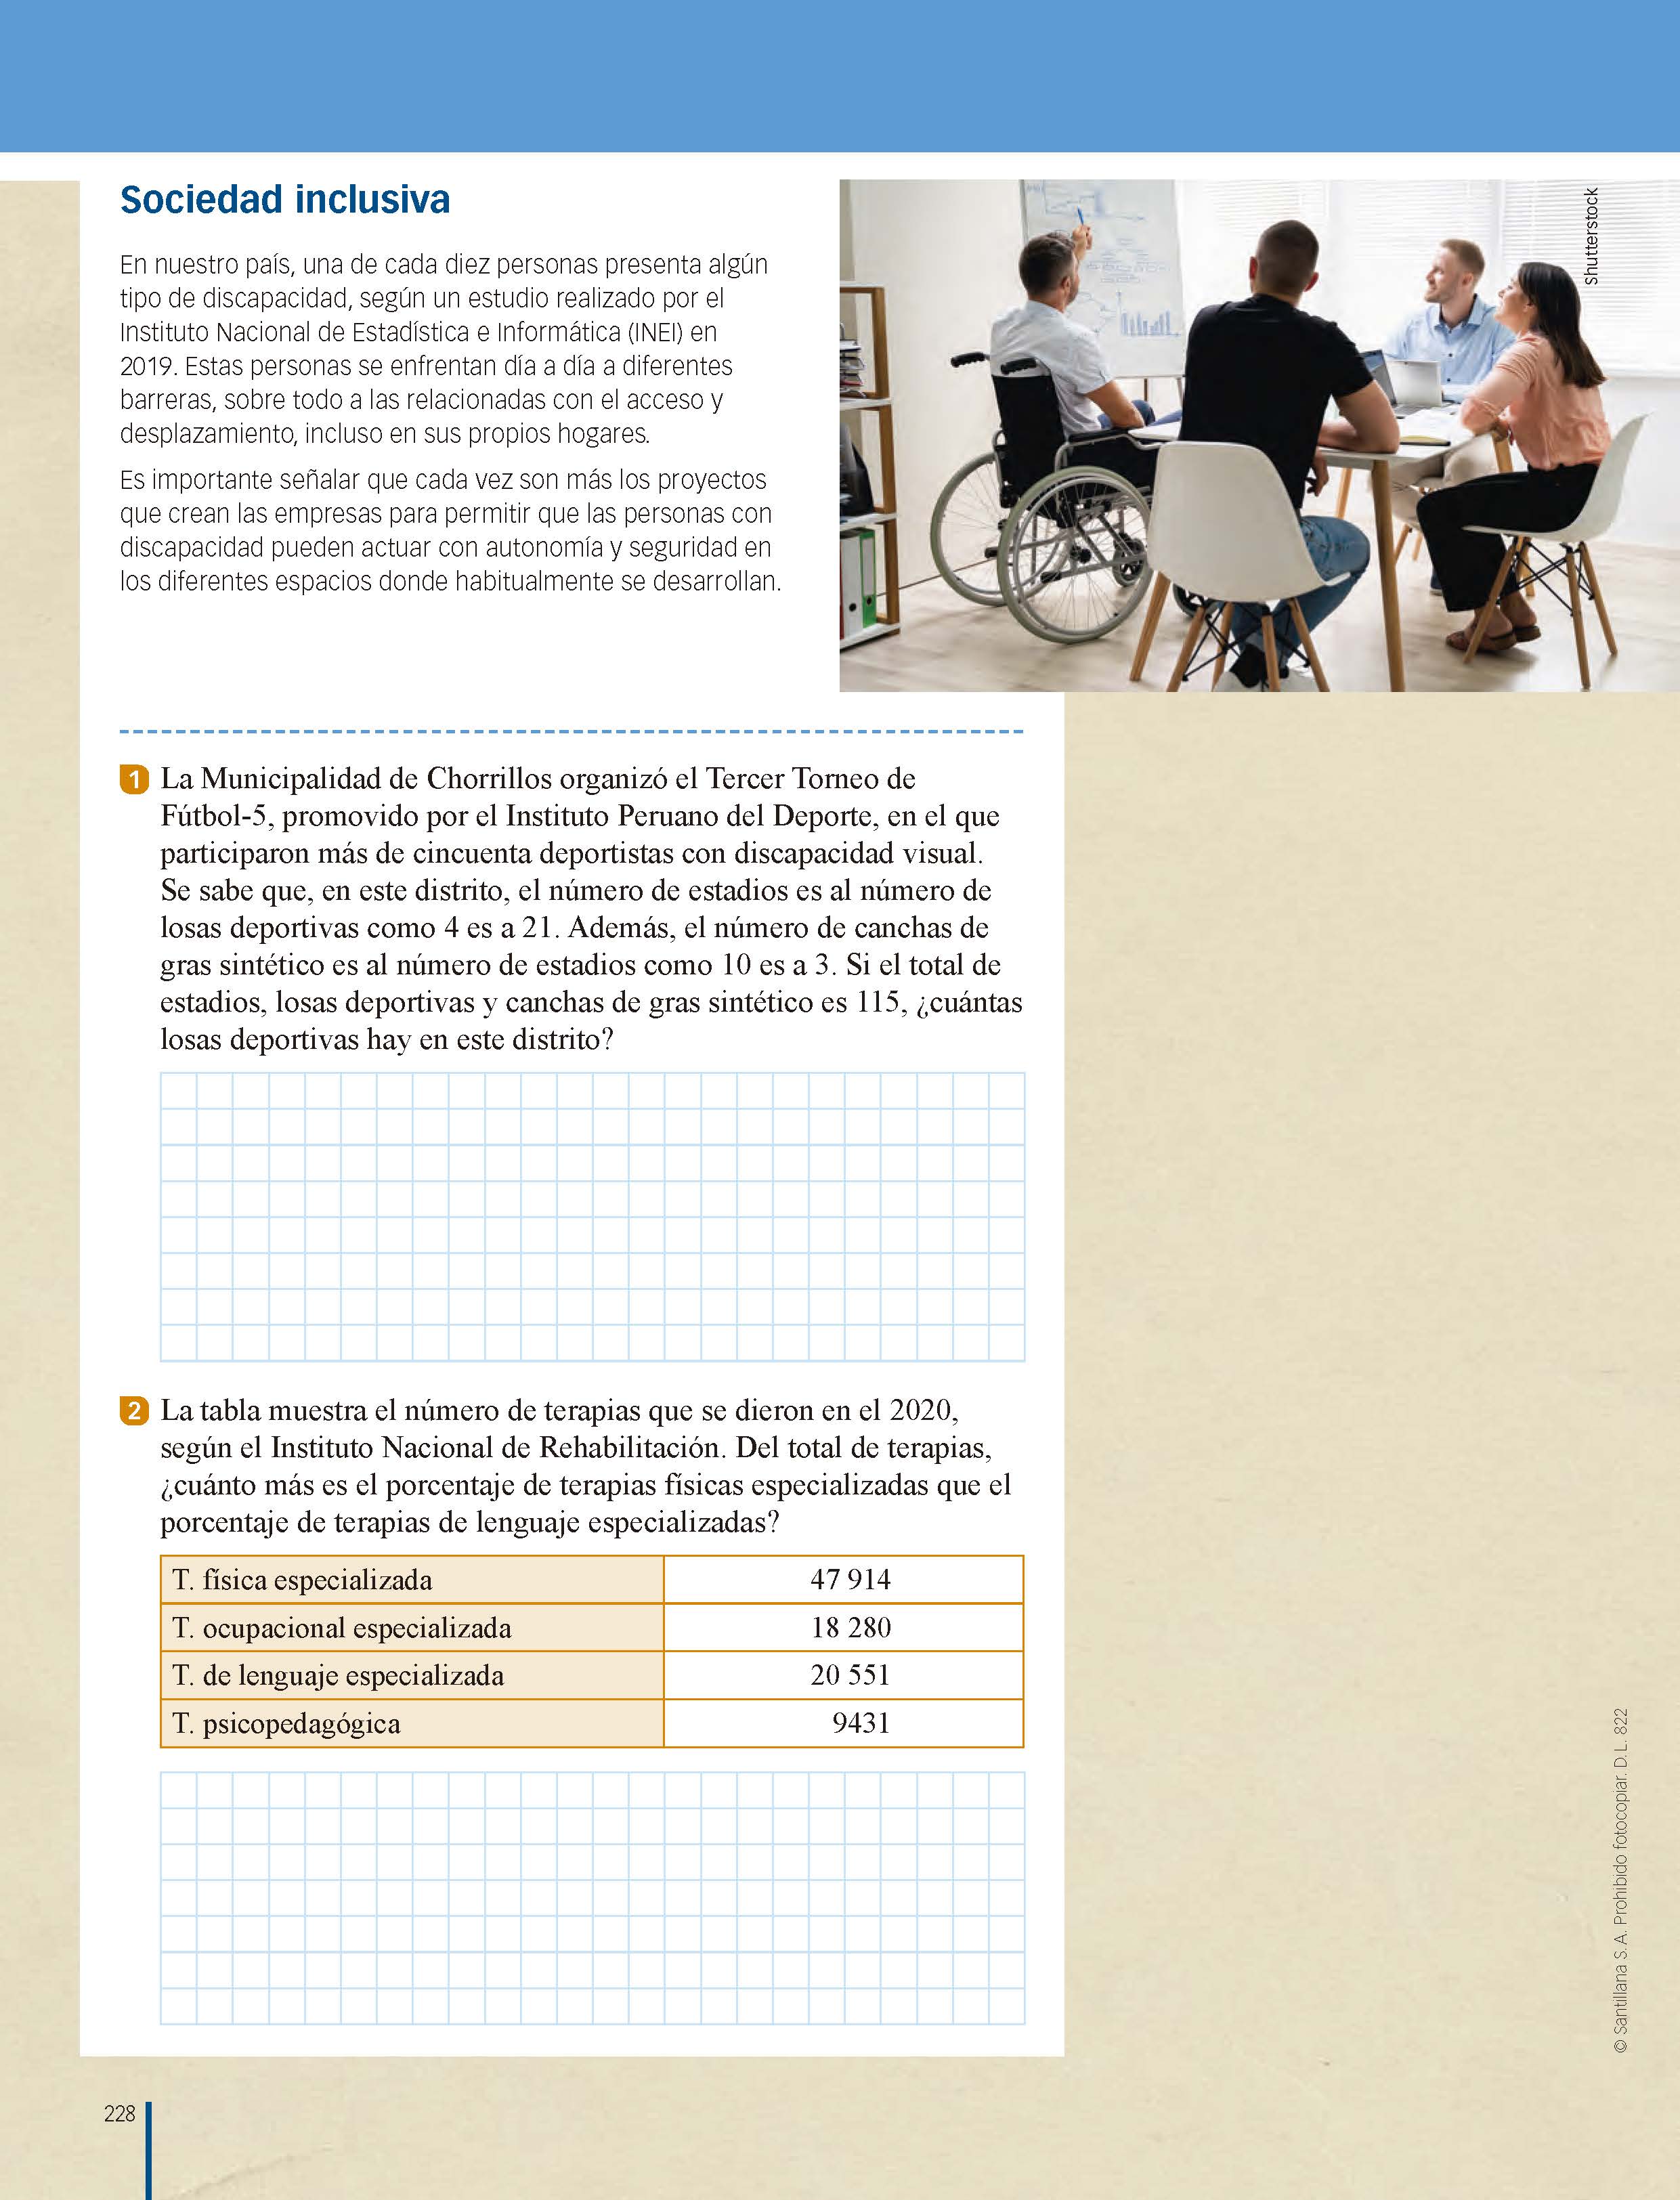 Sociedad inclusiva
En nuestro país, una de cada diez personas presenta algún
tipo de discapacidad, según un estudio realizado por el
Instituto Nacional de Estadística e Informática (INEI) en
2019. Estas personas se enfrentan día a día a diferentes
barreras, sobre todo a las relacionadas con el acceso y
desplazamiento, incluso en sus propios hogares.
Es importante señalar que cada vez son más los proyectos
que crean las empresas para permitir que las personas con
discapacidad pueden actuar con autonomía y seguridad en
los diferentes espacios donde habitualmente se desarrollan.
Shutterstock
1 La Municipalidad de Chorrillos organizó el Tercer Torneo de
Fútbol-5, promovido por el Instituto Peruano del Deporte, en el que
participaron más de cincuenta deportistas con discapacidad visual.
Se sabe que, en este distrito, el número de estadios es al número de
losas deportivas como 4 es a 21. Además, el número de canchas de
gras sintético es al número de estadios como 10 es a 3. Si el total de
estadios, losas deportivas y canchas de gras sintético es 115, ¿cuántas
losas deportivas hay en este distrito?
2 La tabla muestra el número de terapias que se dieron en el 2020,
según el Instituto Nacional de Rehabilitación. Del total de terapias,
¿cuánto más es el porcentaje de terapias físicas especializadas que el
porcentaje de terapias de lenguaje especializadas?
T. física especializada 47 914
T. ocupacional especializada 18 280
T. de lenguaje especializada 20 551
T. psicopedagógica 9431
© Santillana S. A. Prohibido fotocopiar. D. L. 822
228